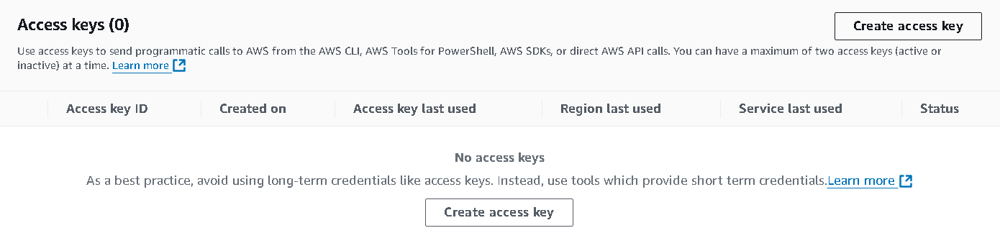 Access keys (0)
Create access key
Use access keys to send programmatic calls to AWS from the AWS CLI, AWS Tools for PowerShell, AWS SDKs, or direct AWS API calls. You can have a maximum of two access keys (active or
inactive) at a time. Learn more
Access key ID Created on Access key last used Region last used Service last used Status
No access keys
As a best practice, avoid using long-term credentials like access keys. Instead, use tools which provide short term credentials.Learn more
Create access key